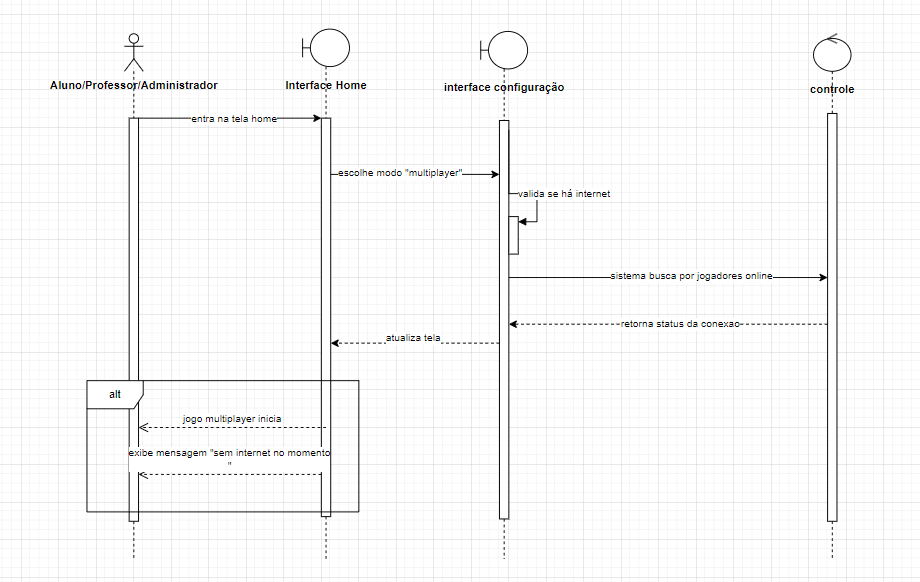 Aluno/Professor/Administrador
Interface Home
interface configuração
controle
entra na tela home
escolhe modo "multiplayer"
valida se há internet
sistema busca por jogadores online
retorna status da conexao
atualiza tela
alt
jogo multiplayer inicia
exibe mensagem "sem internet no momento
"